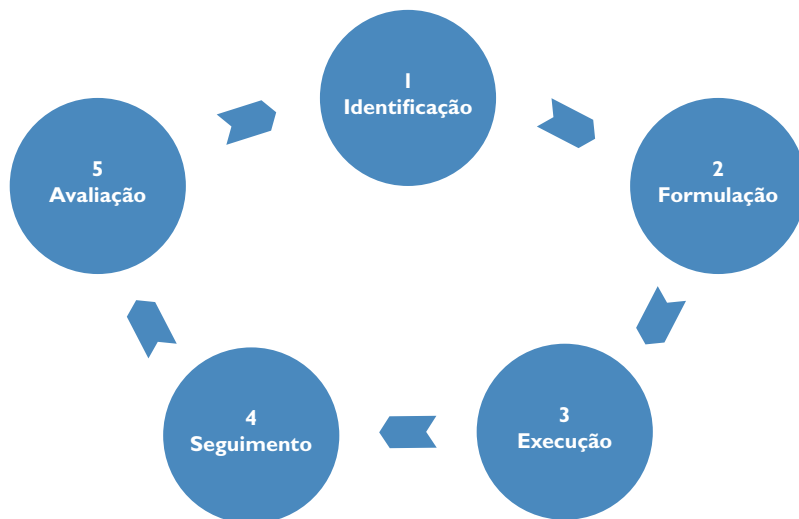 1
Identificação
2
Formulação
3
Execução
4
Seguimento
5
Avaliação